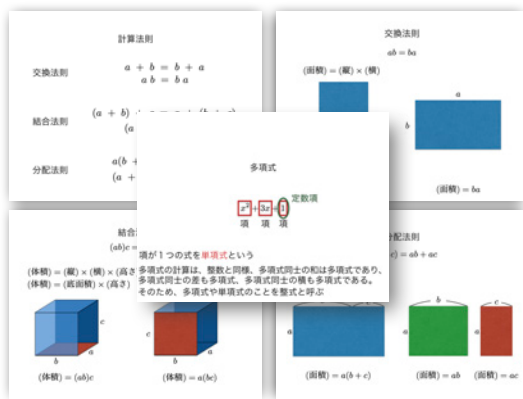 計算法則
交換法則
a + b = b + a
a b = b a
結合法則
(a + b)
(a
分配法則
a(b +
(a +
交換法則
ab = ba
(面積) = (縦) × (横)
a
b
(面積) = ba
多項式
定数項
x² + 3x + 1
項 項 項
項が1つの式を単項式という
多項式の計算は、整数と同様、多項式同士の和は多項式であり、
多項式同士の差も多項式、多項式同士の積も多項式である。
そのため、多項式や単項式のことを整式と呼ぶ
結合
(ab)c =
(体積) = (縦) × (横) × (高さ)
(体積) = (底面積) × (高さ)
c
a
b
(体積) = (ab)c
c
a
b
(体積) = a(bc)
分配法則
c) = ab + ac
a
(面積) = a(b + c)
b
a
(面積) = ab
c
a
(面積) = ac